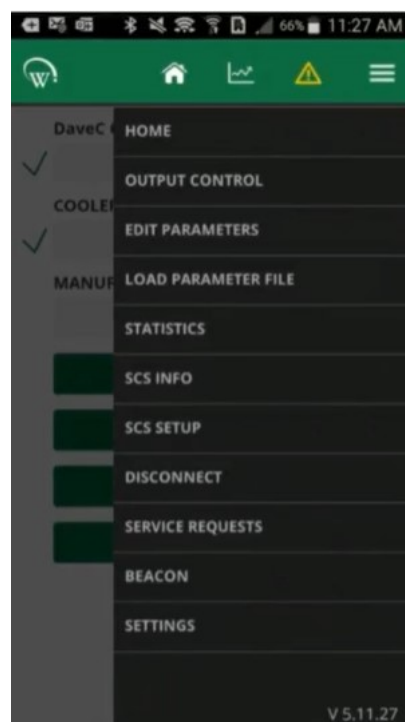 66% 11:27 AM
W
DaveC
HOME
OUTPUT CONTROL
COOLE
EDIT PARAMETERS
MANUF
LOAD PARAMETER FILE
STATISTICS
SCS INFO
SCS SETUP
DISCONNECT
SERVICE REQUESTS
BEACON
SETTINGS
V 5.11.27